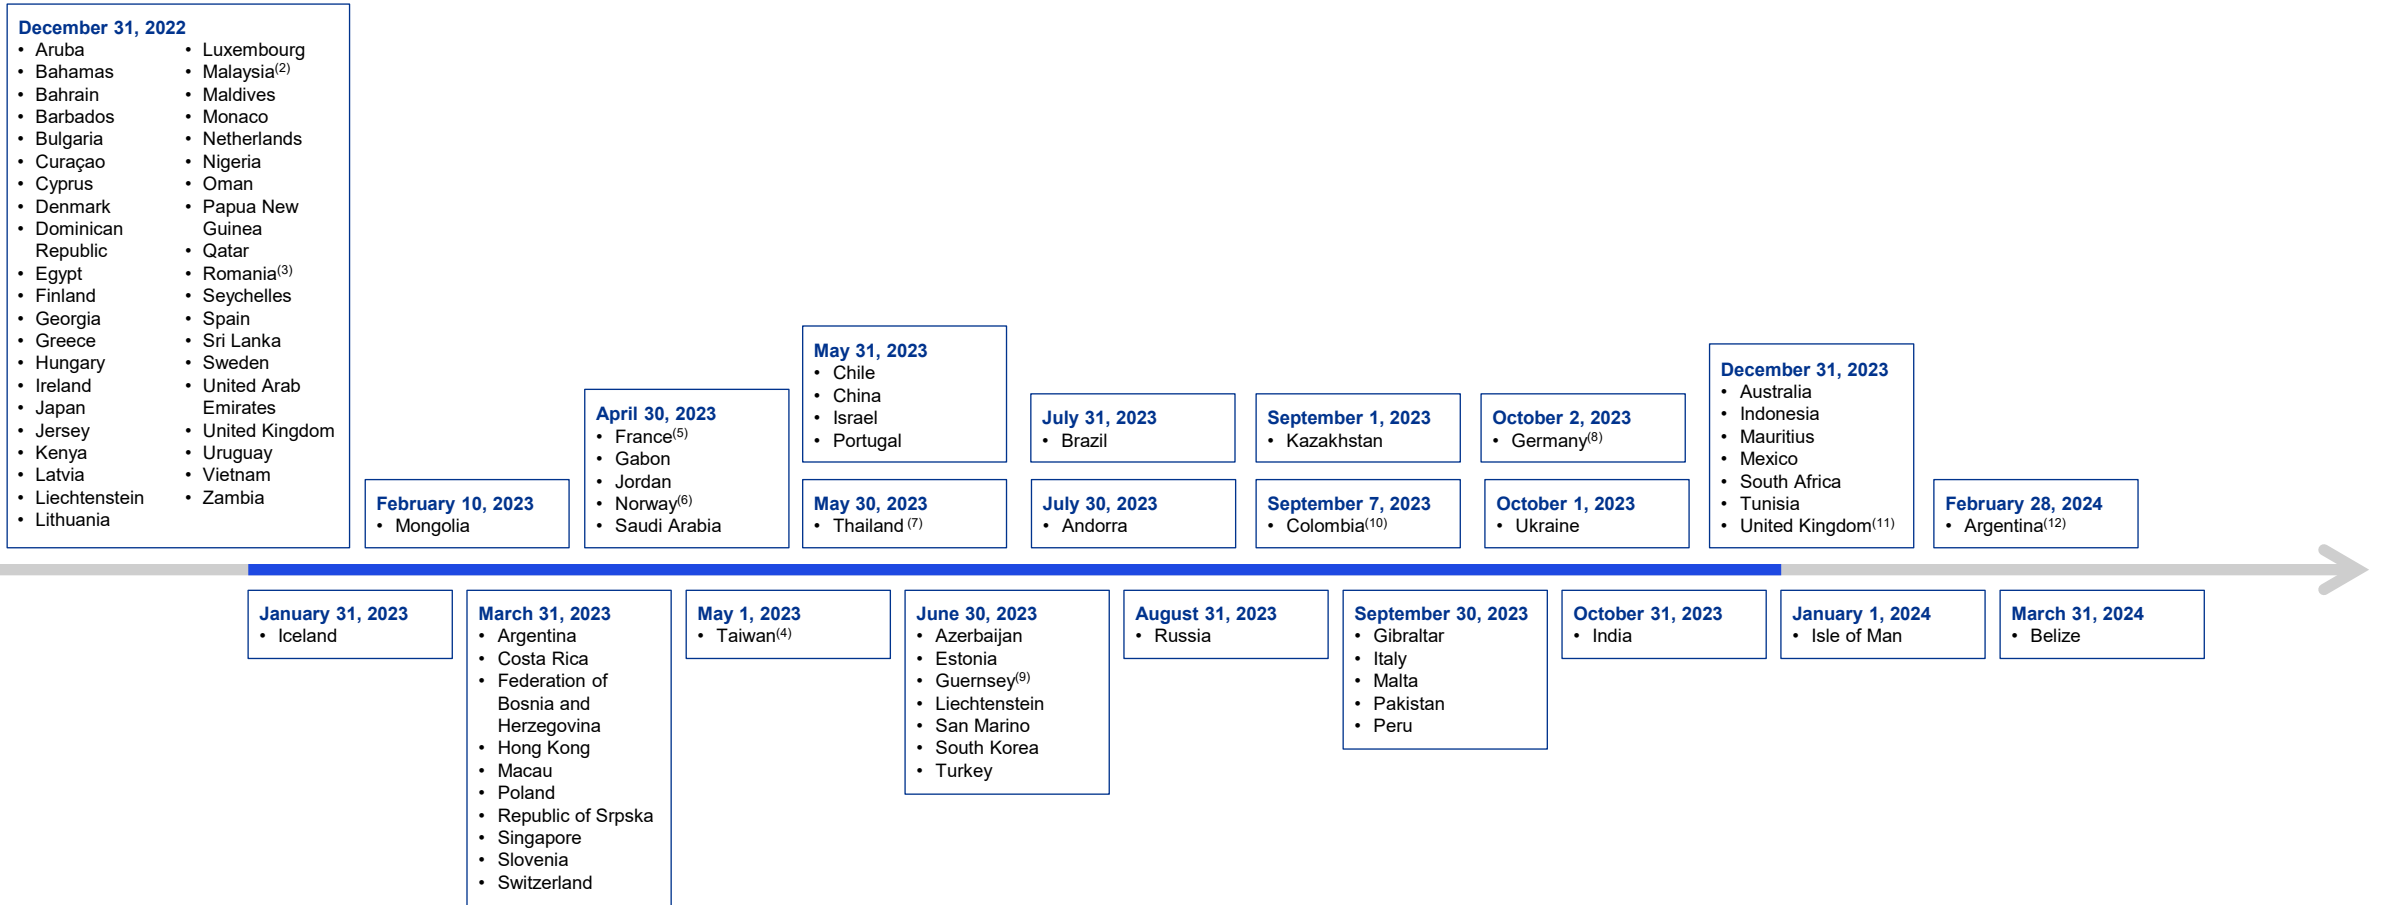 December 31, 2022
• Aruba
• Bahamas
• Bahrain
• Barbados
• Bulgaria
• Curaçao
• Cyprus
• Denmark
• Dominican
Republic
• Egypt
• Finland
• Georgia
• Greece
• Hungary
• Ireland
• Japan
• Jersey
• Kenya
• Latvia
• Liechtenstein
• Lithuania
• Luxembourg
• Malaysia(2)
• Maldives
• Monaco
• Netherlands
• Nigeria
• Oman
• Papua New
Guinea
• Qatar
• Romania(3)
• Seychelles
• Spain
• Sri Lanka
• Sweden
• United Arab
Emirates
• United Kingdom
• Uruguay
• Vietnam
• Zambia
February 10, 2023
• Mongolia
April 30, 2023
• France(5)
• Gabon
• Jordan
• Norway(6)
• Saudi Arabia
May 31, 2023
• Chile
• China
• Israel
• Portugal
May 30, 2023
• Thailand (7)
July 31, 2023
• Brazil
July 30, 2023
• Andorra
September 1, 2023
• Kazakhstan
September 7, 2023
• Colombia(10)
October 2, 2023
• Germany(8)
October 1, 2023
• Ukraine
December 31, 2023
• Australia
• Indonesia
• Mauritius
• Mexico
• South Africa
• Tunisia
• United Kingdom(11)
February 28, 2024
• Argentina(12)
January 31, 2023
• Iceland
March 31, 2023
• Argentina
• Costa Rica
• Federation of
Bosnia and
Herzegovina
• Hong Kong
• Macau
• Poland
• Republic of Srpska
• Singapore
• Slovenia
• Switzerland
May 1, 2023
• Taiwan(4)
June 30, 2023
• Azerbaijan
• Estonia
• Guernsey(9)
• Liechtenstein
• San Marino
• South Korea
• Turkey
August 31, 2023
• Russia
September 30, 2023
• Gibraltar
• Italy
• Malta
• Pakistan
• Peru
October 31, 2023
• India
January 1, 2024
• Isle of Man
March 31, 2024
• Belize